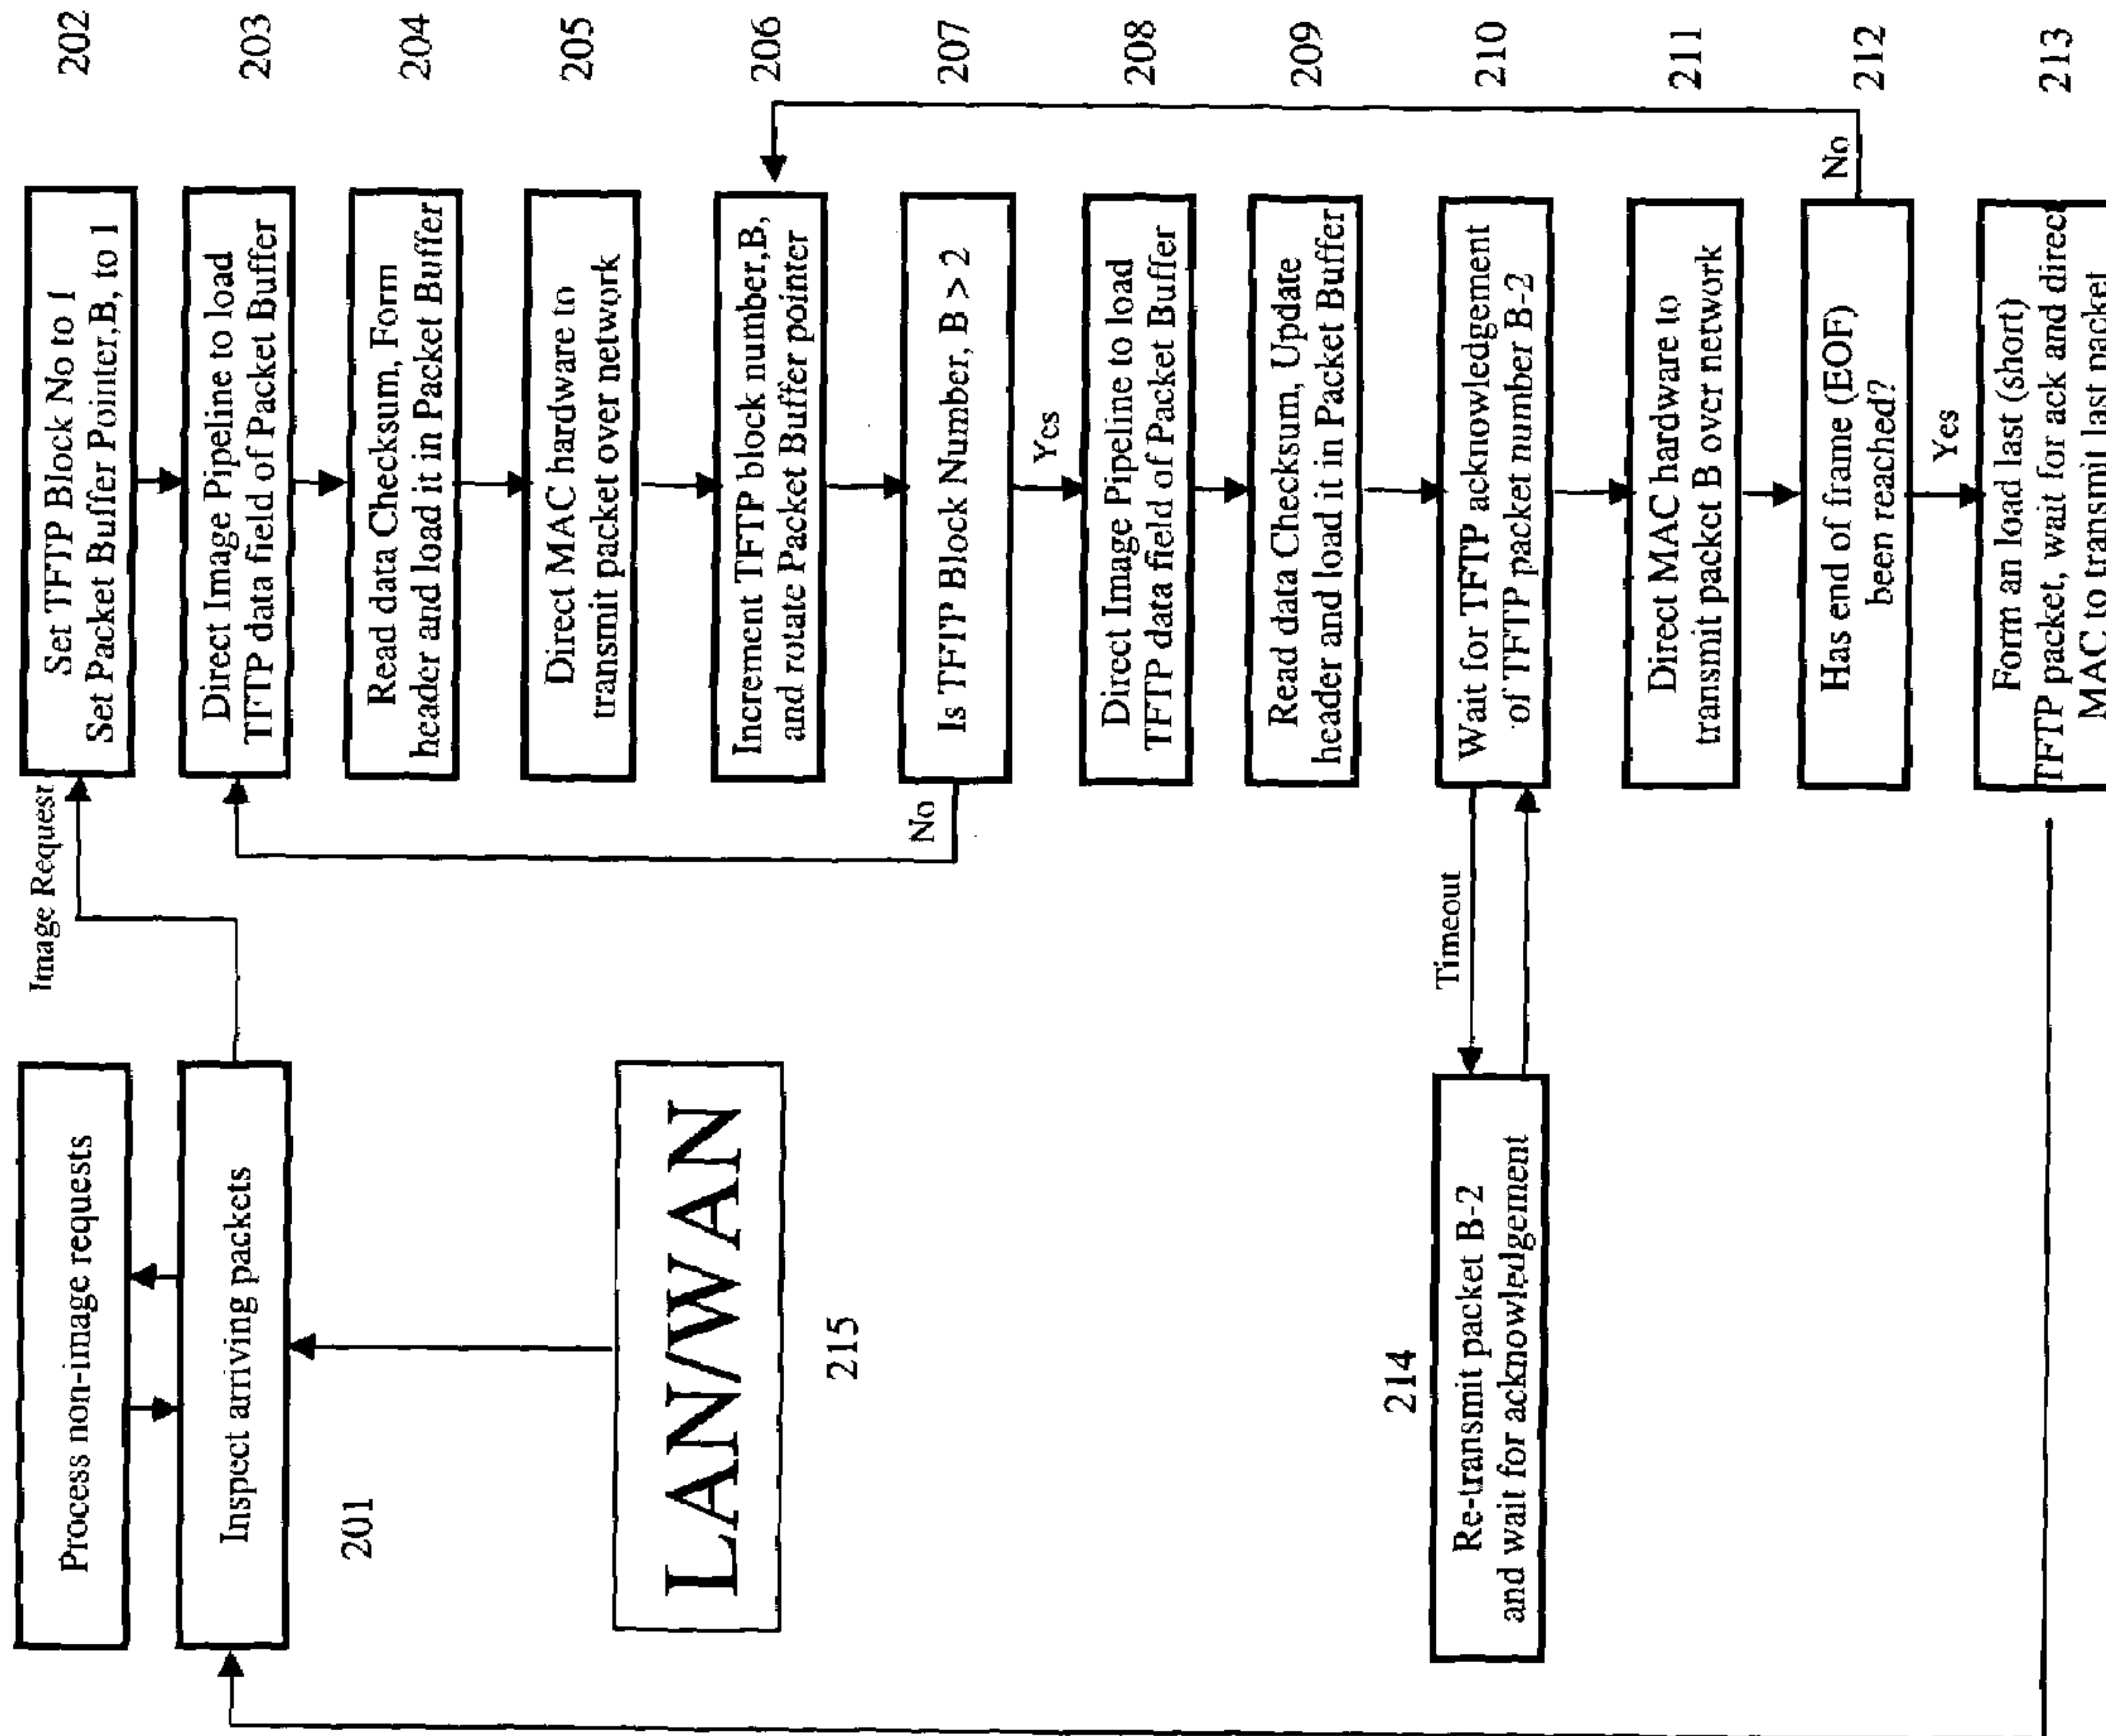 Process non-image requests
Inspect arriving packets
201
LAN/WAN
215
Image Request
Set TFTP Block No to 1
Set Packet Buffer Pointer,B, to 1
202
Direct Image Pipeline to load
TFTP data field of Packet Buffer
203
Read data Checksum, Form
header and load it in Packet Buffer
204
Direct MAC hardware to
transmit packet over network
205
Increment TFTP block number,B,
and rotate Packet Buffer pointer
206
Is TFTP Block Number, B > 2
207
No
Yes
Direct Image Pipeline to load
TFTP data field of Packet Buffer
208
Read data Checksum, Update
header and load it in Packet Buffer
209
Wait for TFTP acknowledgement
of TFTP packet number B-2
210
Timeout
214
Re-transmit packet B-2
and wait for acknowledgement
Direct MAC hardware to
transmit packet B over network
211
Has end of frame (EOF)
been reached?
212
No
Yes
Form an load last (short)
TFTP packet, wait for ack and direct
MAC to transmit last packet
213